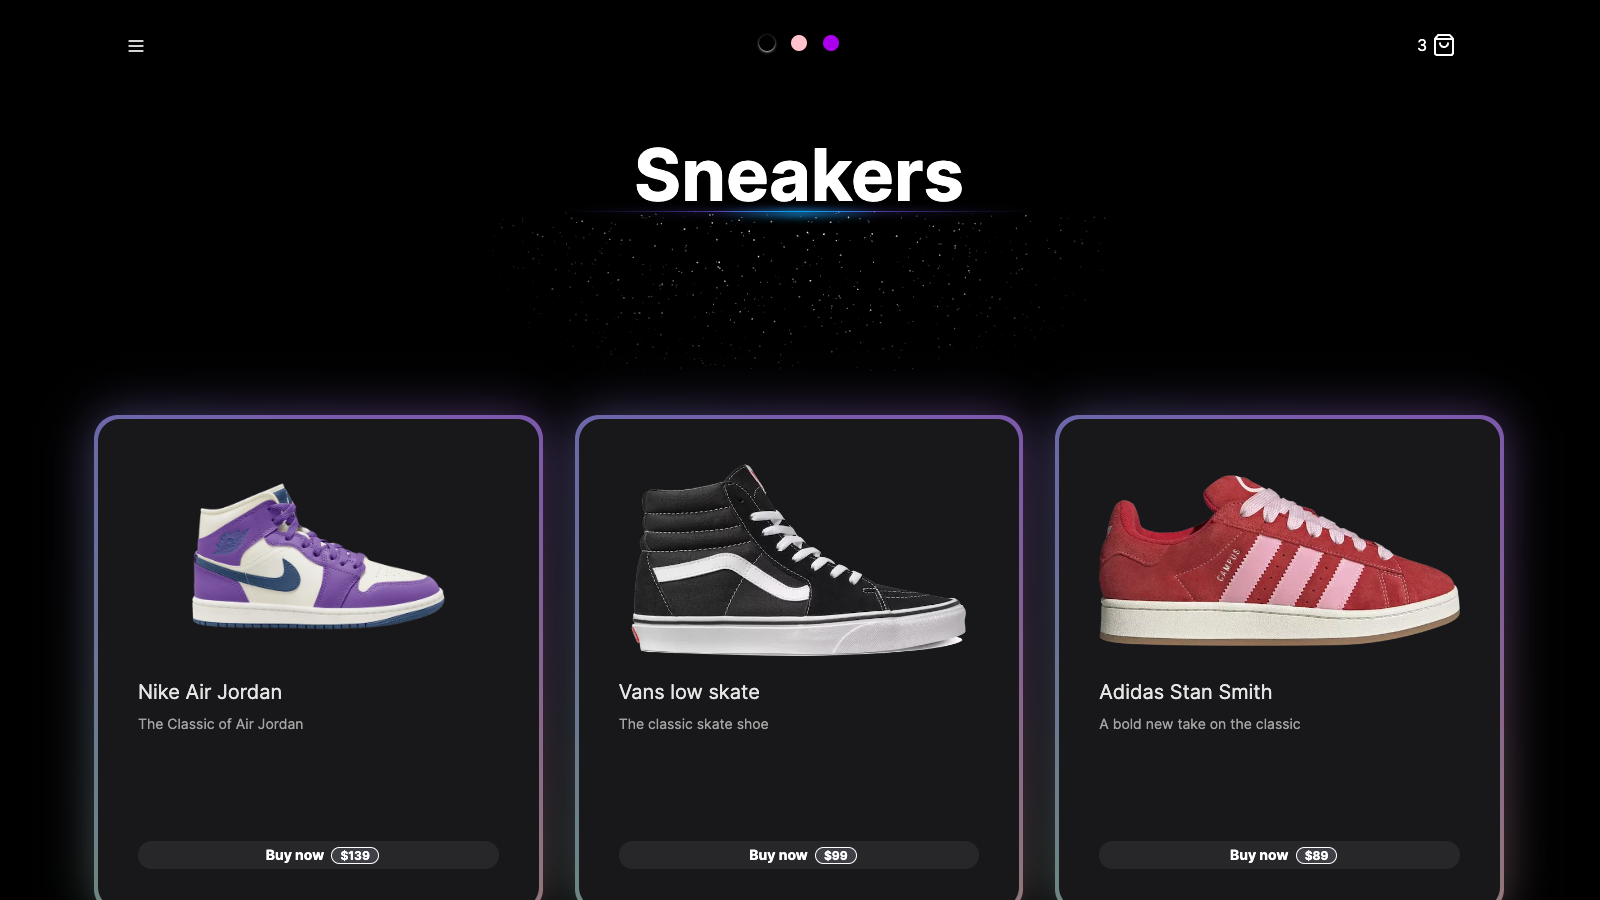 3
Sneakers
CAMPUS
Nike Air Jordan
The Classic of Air Jordan
Buy now $139
Vans low skate
The classic skate shoe
Buy now $99
Adidas Stan Smith
A bold new take on the classic
Buy now $89